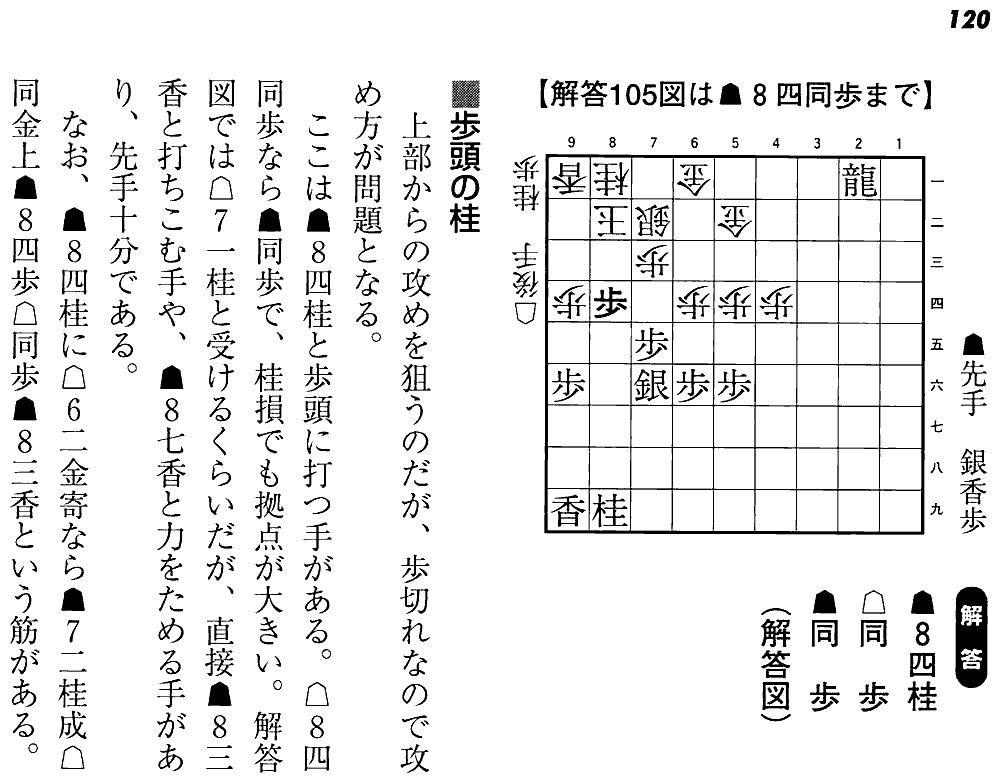 120
【解答105図は☗8四同歩まで】
9 8 7 6 5 4 3 2 1
香 桂 金 龍 一
王 銀 金 二
歩 三
歩 歩 歩 歩 歩 四
歩 五
歩 銀 歩 歩 六
七
八
香 桂 九
☗先手 銀香歩
☖後手 桂歩
解答
☗8四桂
☖同 歩
☗同 歩
(解答図)
■歩頭の桂
上部からの攻めを狙うのだが、歩切れなので攻
め方が問題となる。
ここは☗8四桂と歩頭に打つ手がある。☖8四
同歩なら☗同歩で、桂損でも拠点が大きい。解答
図では☖7一桂と受けるくらいだが、直接☗8三
香と打ちこむ手や、☗8七香と力をためる手があ
り、先手十分である。
なお、☗8四桂に☖6二金寄なら☗7二桂成☖
同金上☗8四歩☖同歩☗8三香という筋がある。